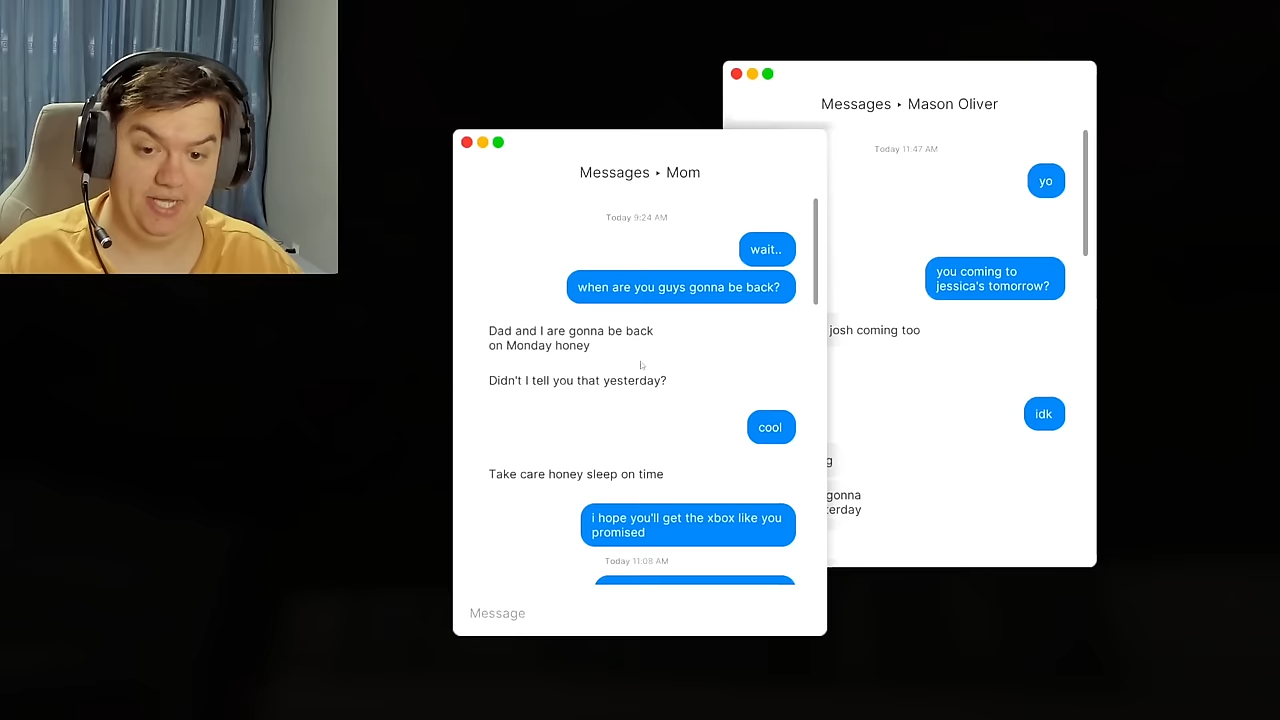 Messages ▸ Mason Oliver
Today 11:47 AM
yo
you coming to
jessica's tomorrow?
josh coming too
idk
g
gonna
terday
Messages ▸ Mom
Today 9:24 AM
wait..
when are you guys gonna be back?
Dad and I are gonna be back
on Monday honey
Didn't I tell you that yesterday?
cool
Take care honey sleep on time
i hope you'll get the xbox like you
promised
Today 11:08 AM
Message